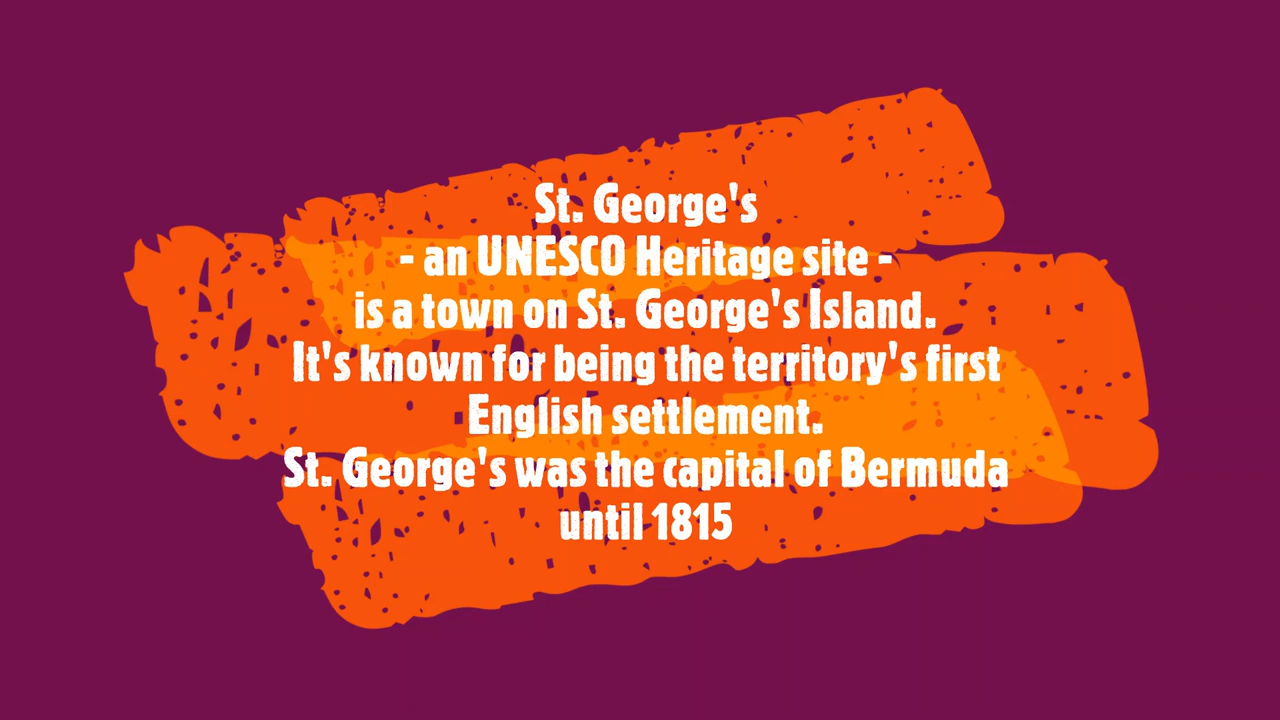 St. George's
- an UNESCO Heritage site -
is a town on St. George's Island.
It's known for being the territory's first
English settlement.
St. George's was the capital of Bermuda
until 1815